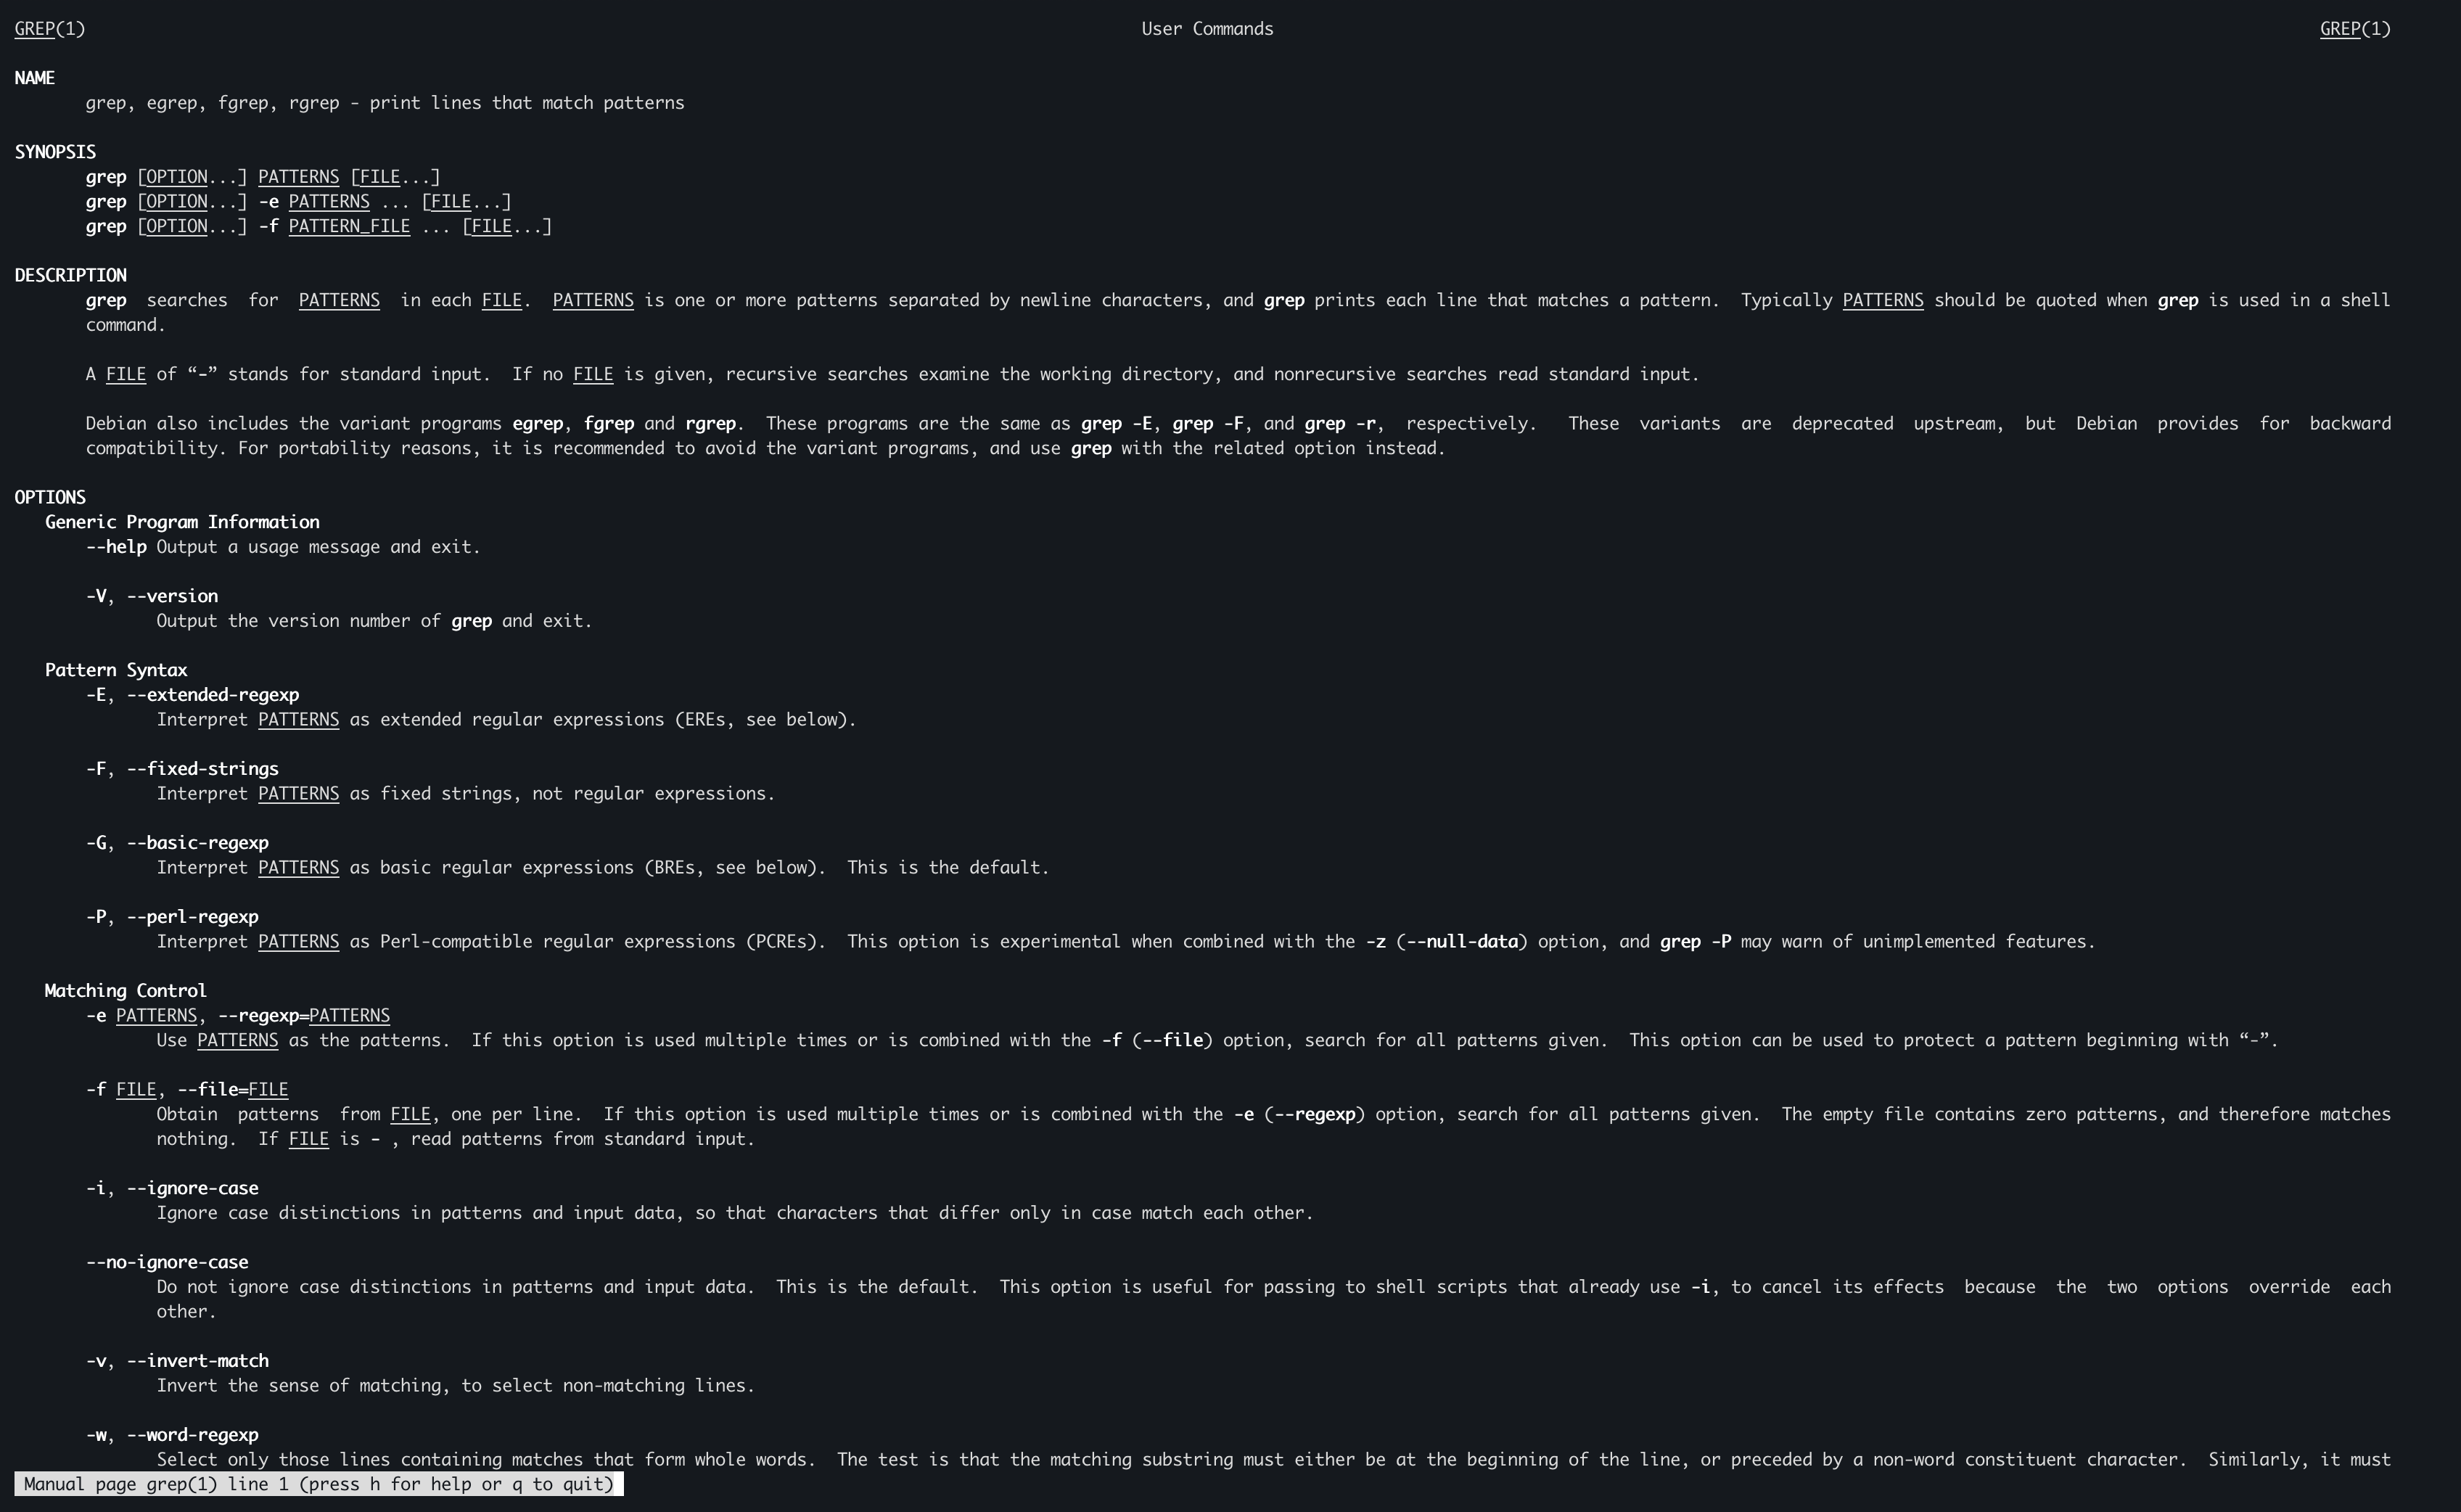 GREP(1) User Commands GREP(1)
NAME
grep, egrep, fgrep, rgrep - print lines that match patterns
SYNOPSIS
grep [OPTION...] PATTERNS [FILE...]
grep [OPTION...] -e PATTERNS ... [FILE...]
grep [OPTION...] -f PATTERN_FILE ... [FILE...]
DESCRIPTION
grep searches for PATTERNS in each FILE. PATTERNS is one or more patterns separated by newline characters, and grep prints each line that matches a pattern. Typically PATTERNS should be quoted when grep is used in a shell
command.
A FILE of “-” stands for standard input. If no FILE is given, recursive searches examine the working directory, and nonrecursive searches read standard input.
Debian also includes the variant programs egrep, fgrep and rgrep. These programs are the same as grep -E, grep -F, and grep -r, respectively. These variants are deprecated upstream, but Debian provides for backward
compatibility. For portability reasons, it is recommended to avoid the variant programs, and use grep with the related option instead.
OPTIONS
Generic Program Information
--help Output a usage message and exit.
-V, --version
Output the version number of grep and exit.
Pattern Syntax
-E, --extended-regexp
Interpret PATTERNS as extended regular expressions (EREs, see below).
-F, --fixed-strings
Interpret PATTERNS as fixed strings, not regular expressions.
-G, --basic-regexp
Interpret PATTERNS as basic regular expressions (BREs, see below). This is the default.
-P, --perl-regexp
Interpret PATTERNS as Perl-compatible regular expressions (PCREs). This option is experimental when combined with the -z (--null-data) option, and grep -P may warn of unimplemented features.
Matching Control
-e PATTERNS, --regexp=PATTERNS
Use PATTERNS as the patterns. If this option is used multiple times or is combined with the -f (--file) option, search for all patterns given. This option can be used to protect a pattern beginning with “-”.
-f FILE, --file=FILE
Obtain patterns from FILE, one per line. If this option is used multiple times or is combined with the -e (--regexp) option, search for all patterns given. The empty file contains zero patterns, and therefore matches
nothing. If FILE is - , read patterns from standard input.
-i, --ignore-case
Ignore case distinctions in patterns and input data, so that characters that differ only in case match each other.
--no-ignore-case
Do not ignore case distinctions in patterns and input data. This is the default. This option is useful for passing to shell scripts that already use -i, to cancel its effects because the two options override each
other.
-v, --invert-match
Invert the sense of matching, to select non-matching lines.
-w, --word-regexp
Select only those lines containing matches that form whole words. The test is that the matching substring must either be at the beginning of the line, or preceded by a non-word constituent character. Similarly, it must
Manual page grep(1) line 1 (press h for help or q to quit)